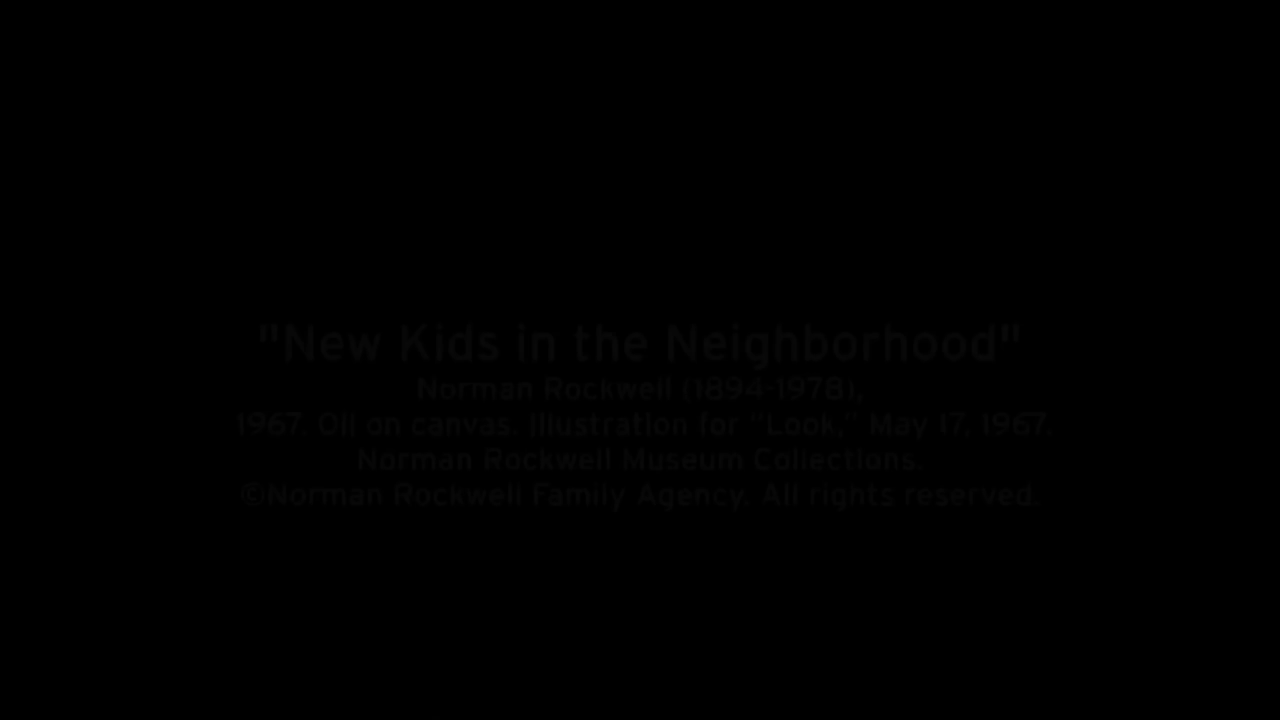 "New Kids in the Neighborhood"
Norman Rockwell (1894-1978),
1967. Oil on canvas. Illustration for "Look," May 17, 1967.
Norman Rockwell Museum Collections.
©Norman Rockwell Family Agency. All rights reserved.